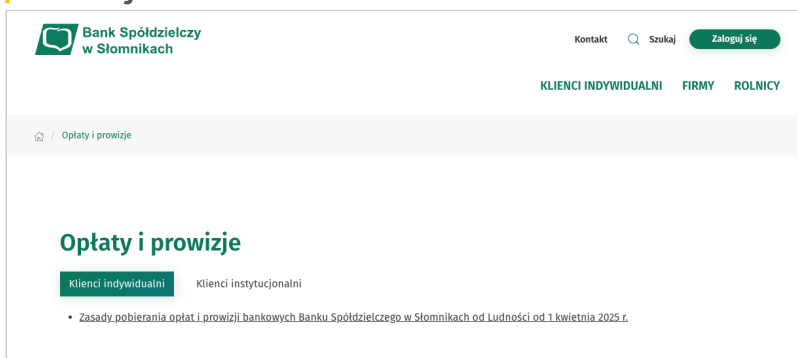 Bank Spółdzielczy
w Słomnikach
Kontakt Szukaj Zaloguj się
KLIENCI INDYWIDUALNI FIRMY ROLNICY
/ Opłaty i prowizje
Opłaty i prowizje
Klienci indywidualni Klienci instytucjonalni
• Zasady pobierania opłat i prowizji bankowych Banku Spółdzielczego w Słomnikach od Ludności od 1 kwietnia 2025 r.